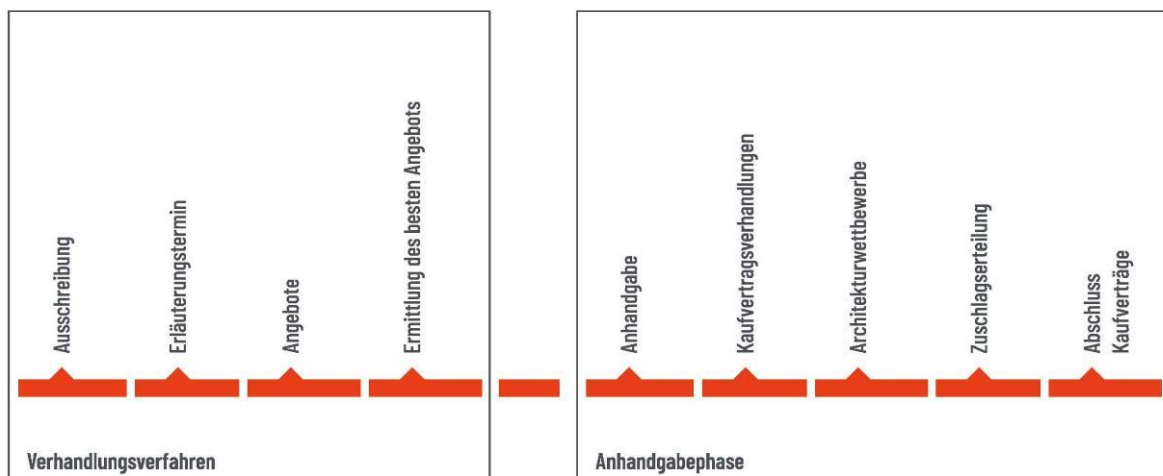 Ausschreibung
Erläuterungstermin
Angebote
Ermittlung des besten Angebots
Verhandlungsverfahren
Anhandgabe
Kaufvertragsverhandlungen
Architekturwettbewerbe
Zuschlagserteilung
Abschluss
Kaufverträge
Anhandgabephase